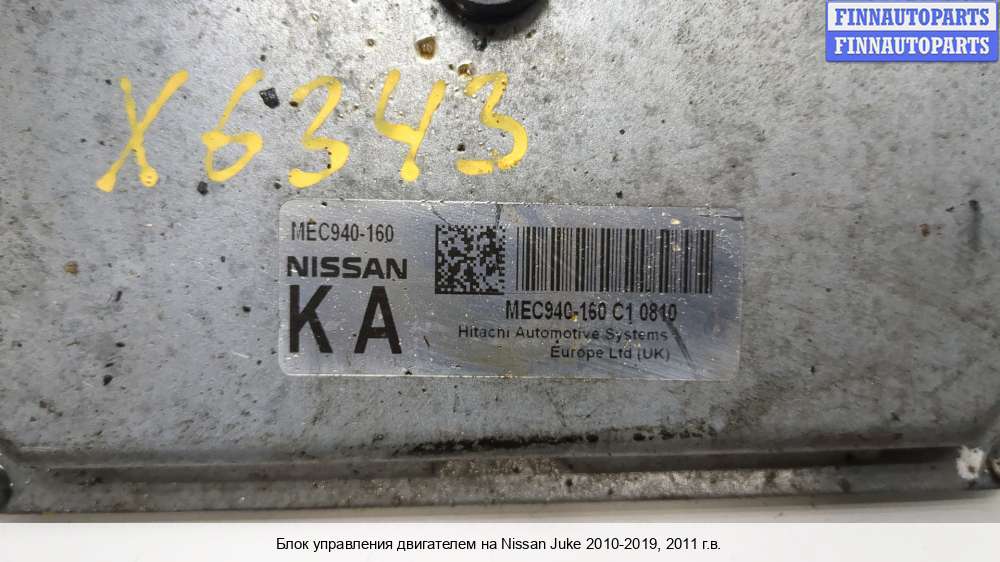 FINNAUTOPARTS
FINNAUTOPARTS
X6343
MEC940-160
NISSAN
KA
MEC940-160 C1 0810
Hitachi Automotive Systems
Europe Ltd (UK)
Блок управления двигателем на Nissan Juke 2010-2019, 2011 г.в.